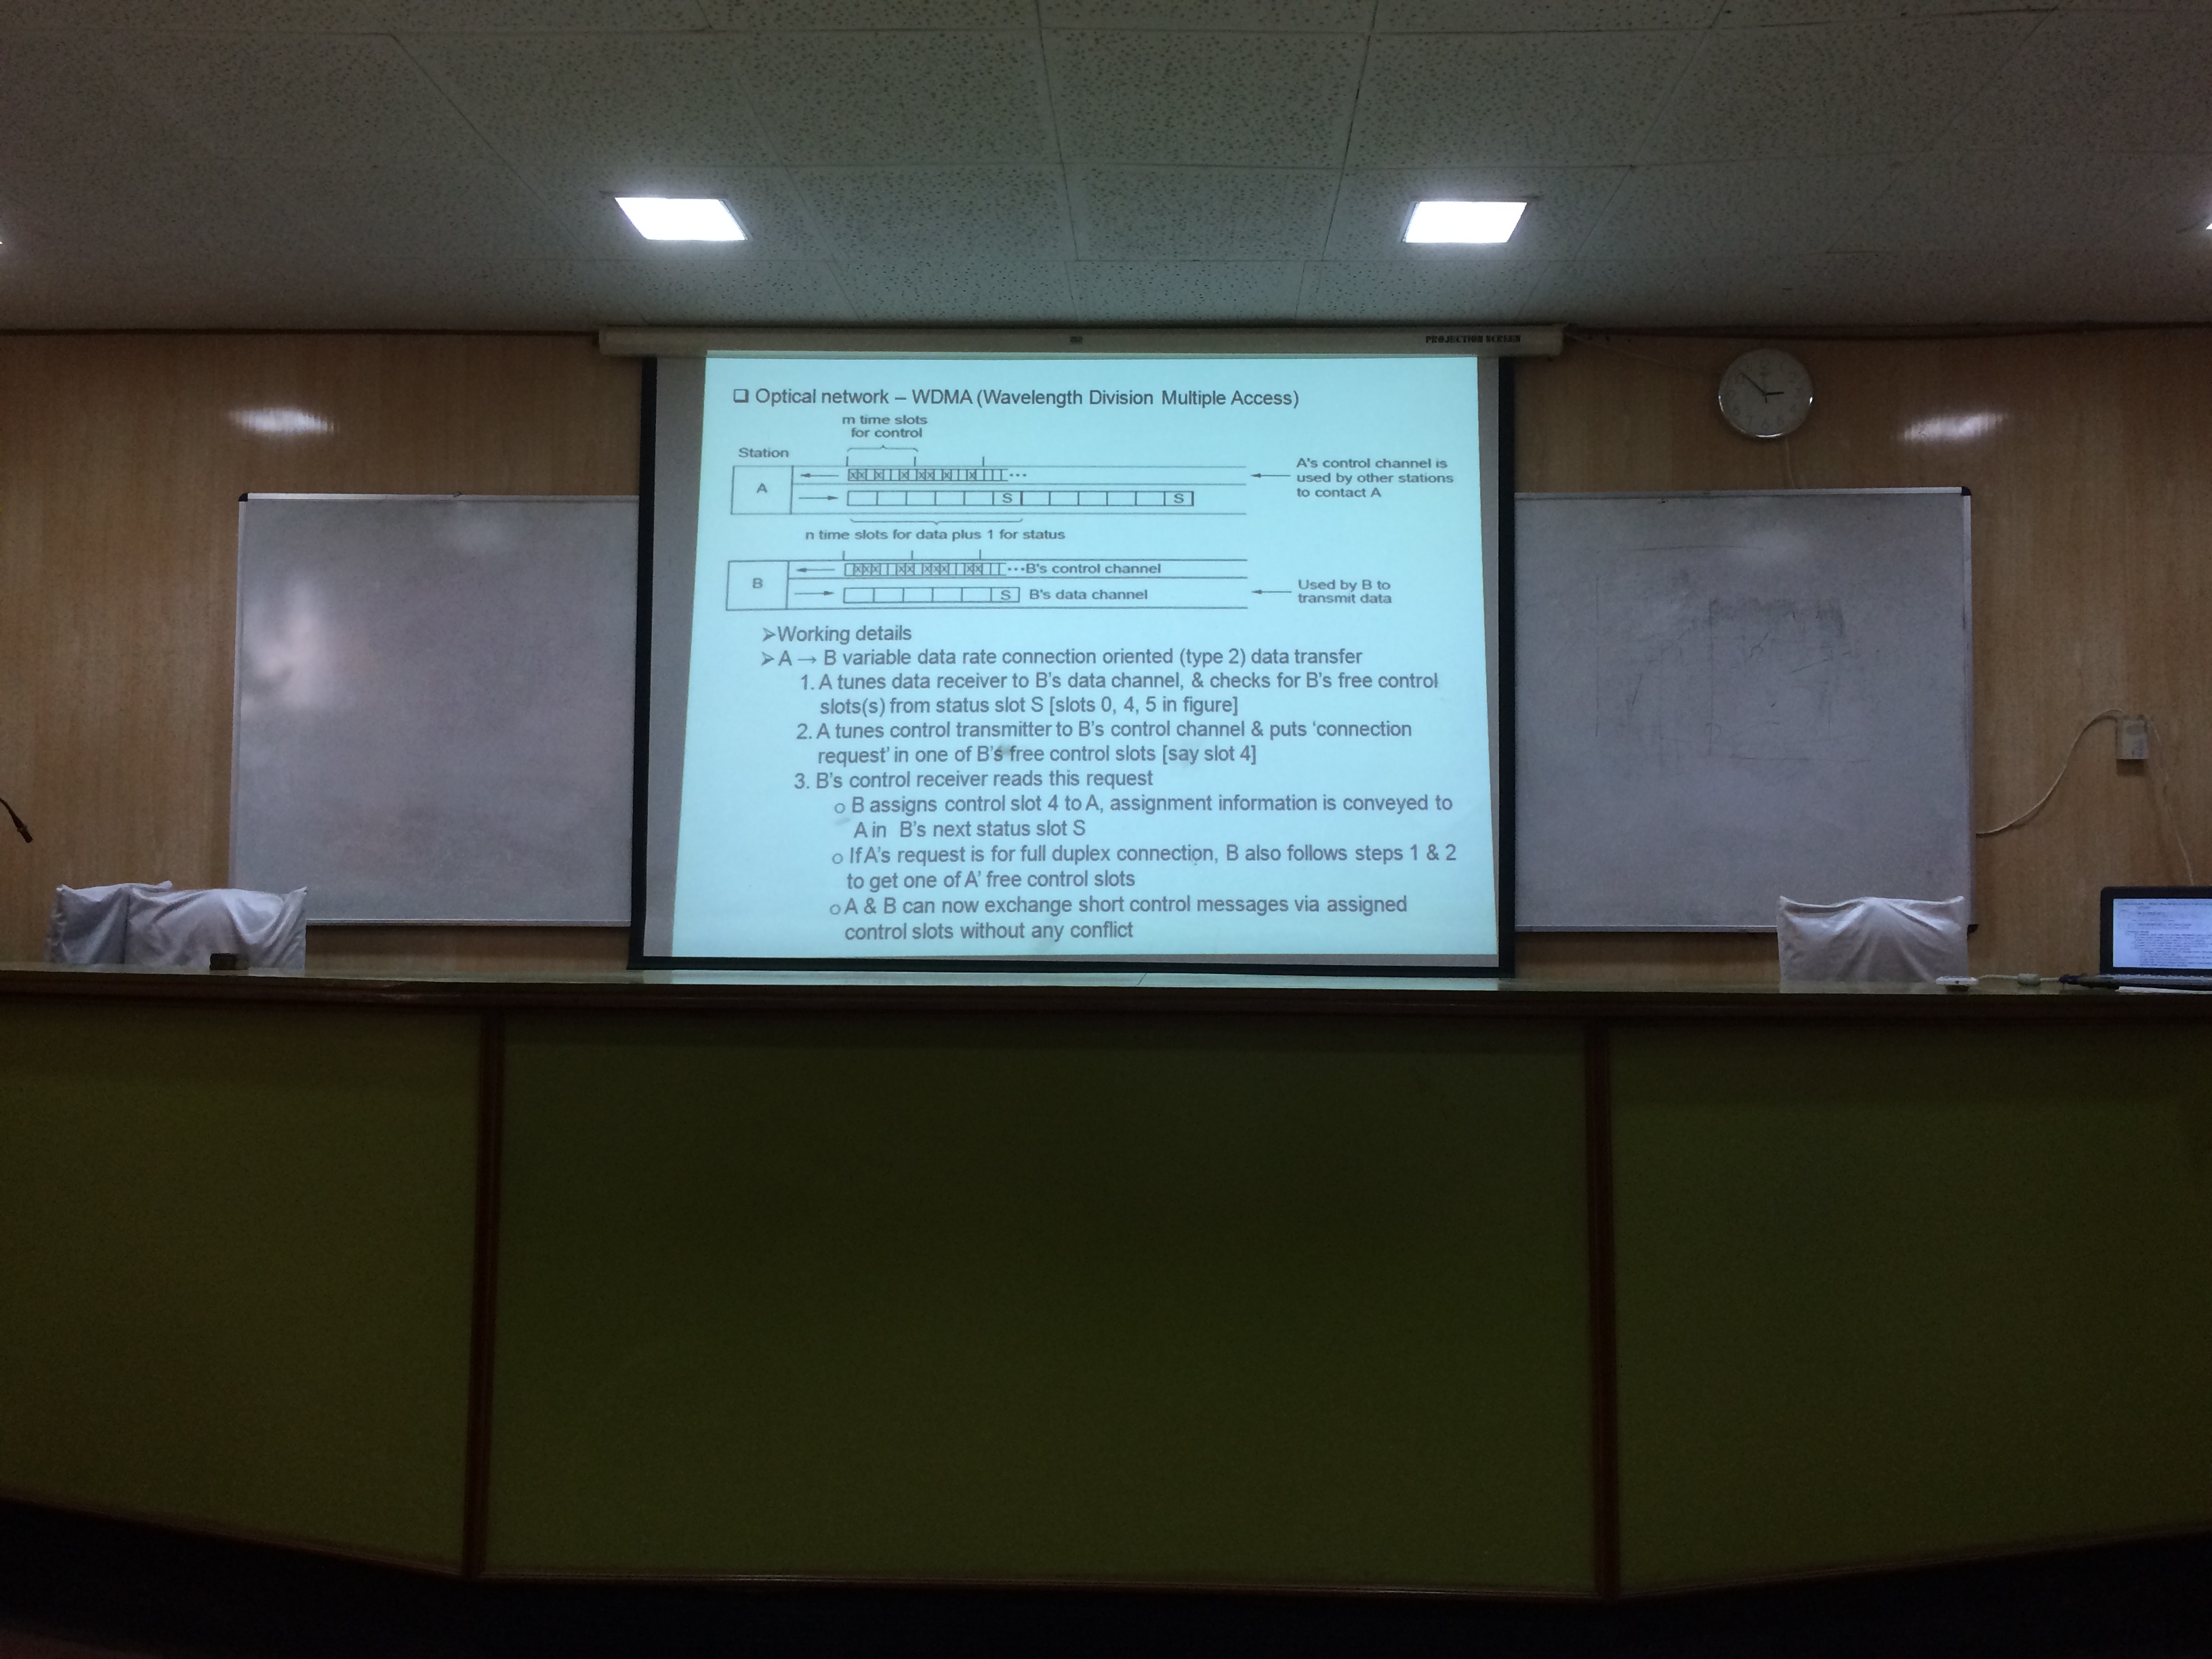 PROJECTION SCREEN
❑ Optical network – WDMA (Wavelength Division Multiple Access)
m time slots
for control
Station
A
S
S
A's control channel is
used by other stations
to contact A
n time slots for data plus 1 for status
B
B's control channel
S
B's data channel
Used by B to
transmit data
➢Working details
➢A → B variable data rate connection oriented (type 2) data transfer
1. A tunes data receiver to B's data channel, & checks for B's free control
slots(s) from status slot S [slots 0, 4, 5 in figure]
2. A tunes control transmitter to B's control channel & puts 'connection
request' in one of B's free control slots [say slot 4]
3. B's control receiver reads this request
o B assigns control slot 4 to A, assignment information is conveyed to
A in B's next status slot S
o If A's request is for full duplex connection, B also follows steps 1 & 2
to get one of A' free control slots
o A & B can now exchange short control messages via assigned
control slots without any conflict